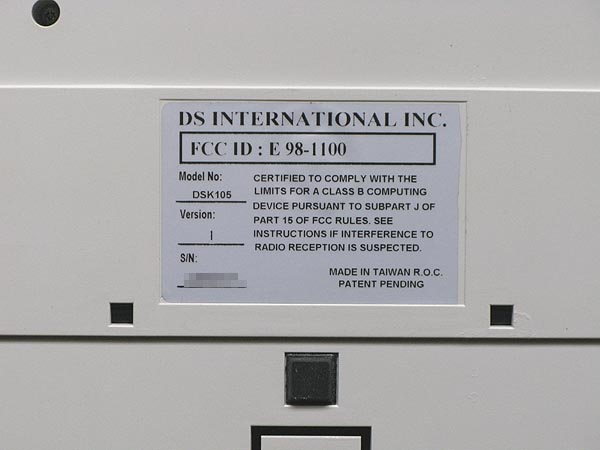 DS INTERNATIONAL INC.
FCC ID : E 98-1100
Model No:
DSK105
Version:
I
S/N:
CERTIFIED TO COMPLY WITH THE
LIMITS FOR A CLASS B COMPUTING
DEVICE PURSUANT TO SUBPART J OF
PART 15 OF FCC RULES. SEE
INSTRUCTIONS IF INTERFERENCE TO
RADIO RECEPTION IS SUSPECTED.
MADE IN TAIWAN R.O.C.
PATENT PENDING